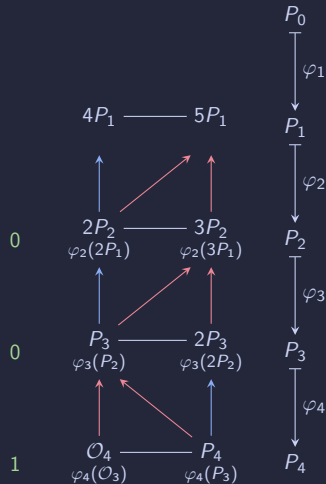 P₀
φ₁
4P₁ 5P₁ P₁
φ₂
0 2P₂ 3P₂ P₂
φ₂(2P₁) φ₂(3P₁)
φ₃
0 P₃ 2P₃ P₃
φ₃(P₂) φ₃(2P₂)
φ₄
1 𝒪₄ P₄ P₄
φ₄(𝒪₃) φ₄(P₃)